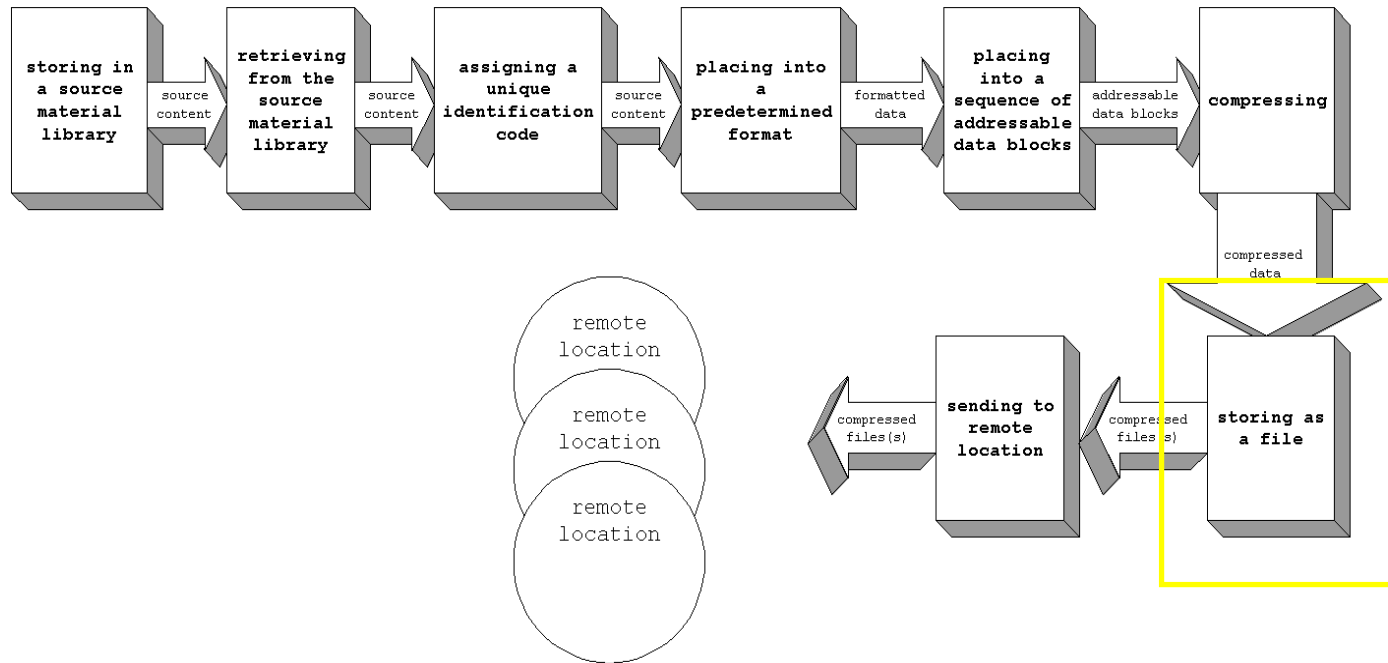 storing in
a source
material
library
source
content
retrieving
from the
source
material
library
source
content
assigning a
unique
identification
code
source
content
placing into
a
predetermined
format
formatted
data
placing
into a
sequence of
addressable
data blocks
addressable
data blocks
compressing
compressed
data
storing as
a file
compressed
files(s)
sending to
remote
location
compressed
files(s)
remote
location
remote
location
remote
location